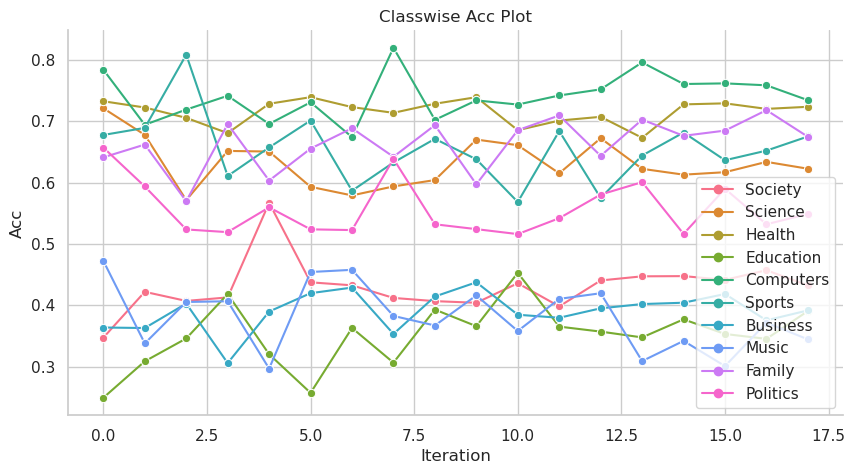 Classwise Acc Plot
Acc
0.8
0.7
0.6
0.5
0.4
0.3
0.0
2.5
5.0
7.5
10.0
12.5
15.0
17.5
Iteration
Society
Science
Health
Education
Computers
Sports
Business
Music
Family
Politics